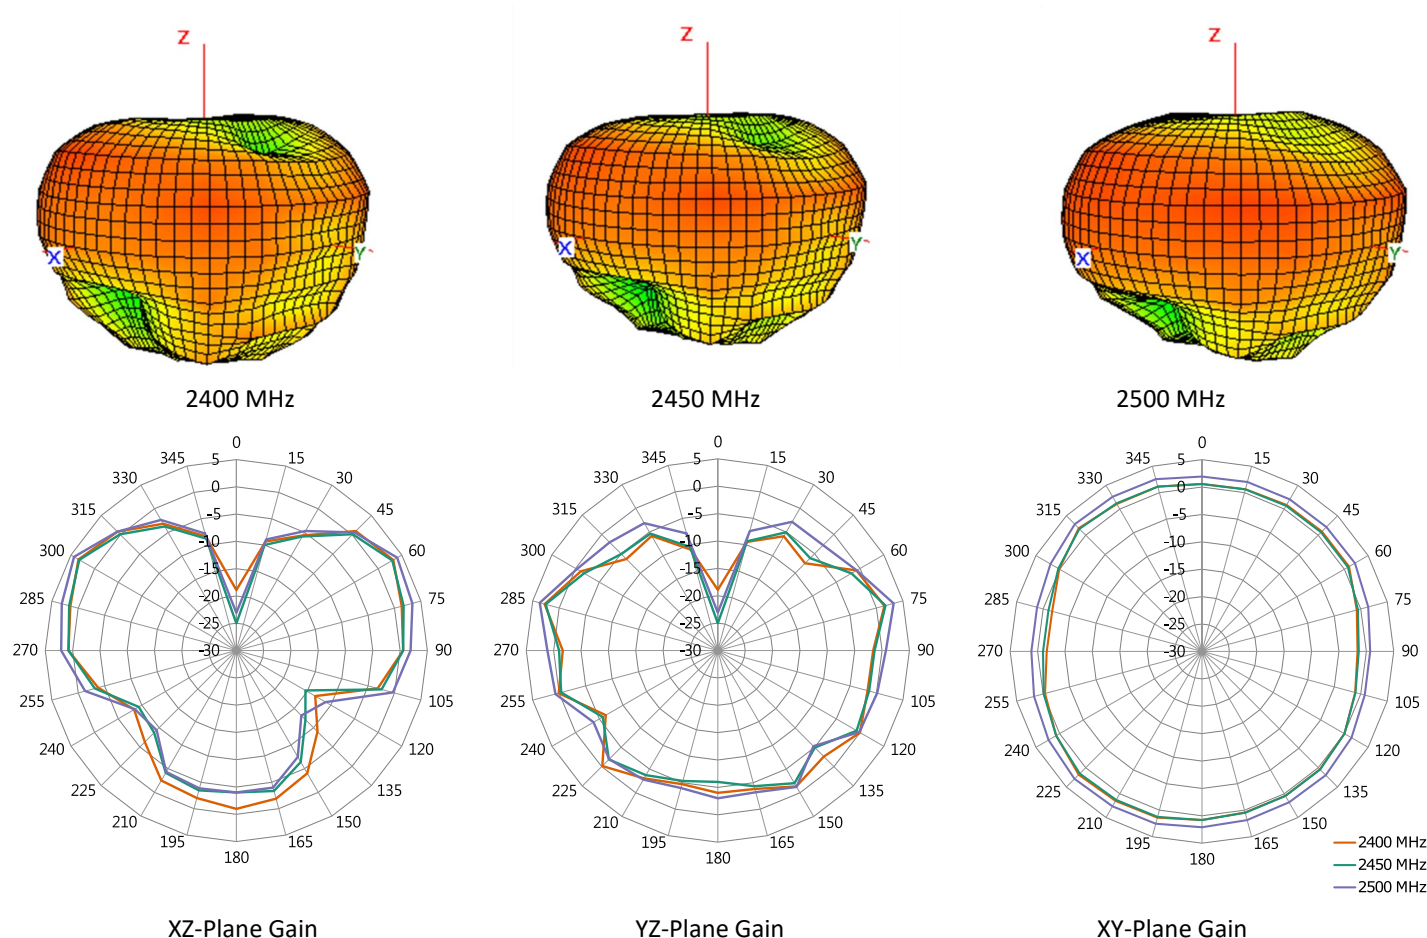 Z Z Z
X Y X Y X Y
2400 MHz 2450 MHz 2500 MHz
0 0 0
345 5 15 345 5 15 345 5 15
330 0 30 330 0 30 330 0 30
315 -5 45 315 -5 45 315 -5 45
-10 -10 -10
300 -15 60 300 -15 60 300 -15 60
285 -20 75 285 -20 75 285 -20 75
-25 -25 -25
270 -30 90 270 -30 90 270 -30 90
255 105 255 105 255 105
240 120 240 120 240 120
225 135 225 135 225 135
210 150 210 150 210 150
195 165 195 165 195 165
180 180 180
2400 MHz
2450 MHz
2500 MHz
XZ-Plane Gain YZ-Plane Gain XY-Plane Gain